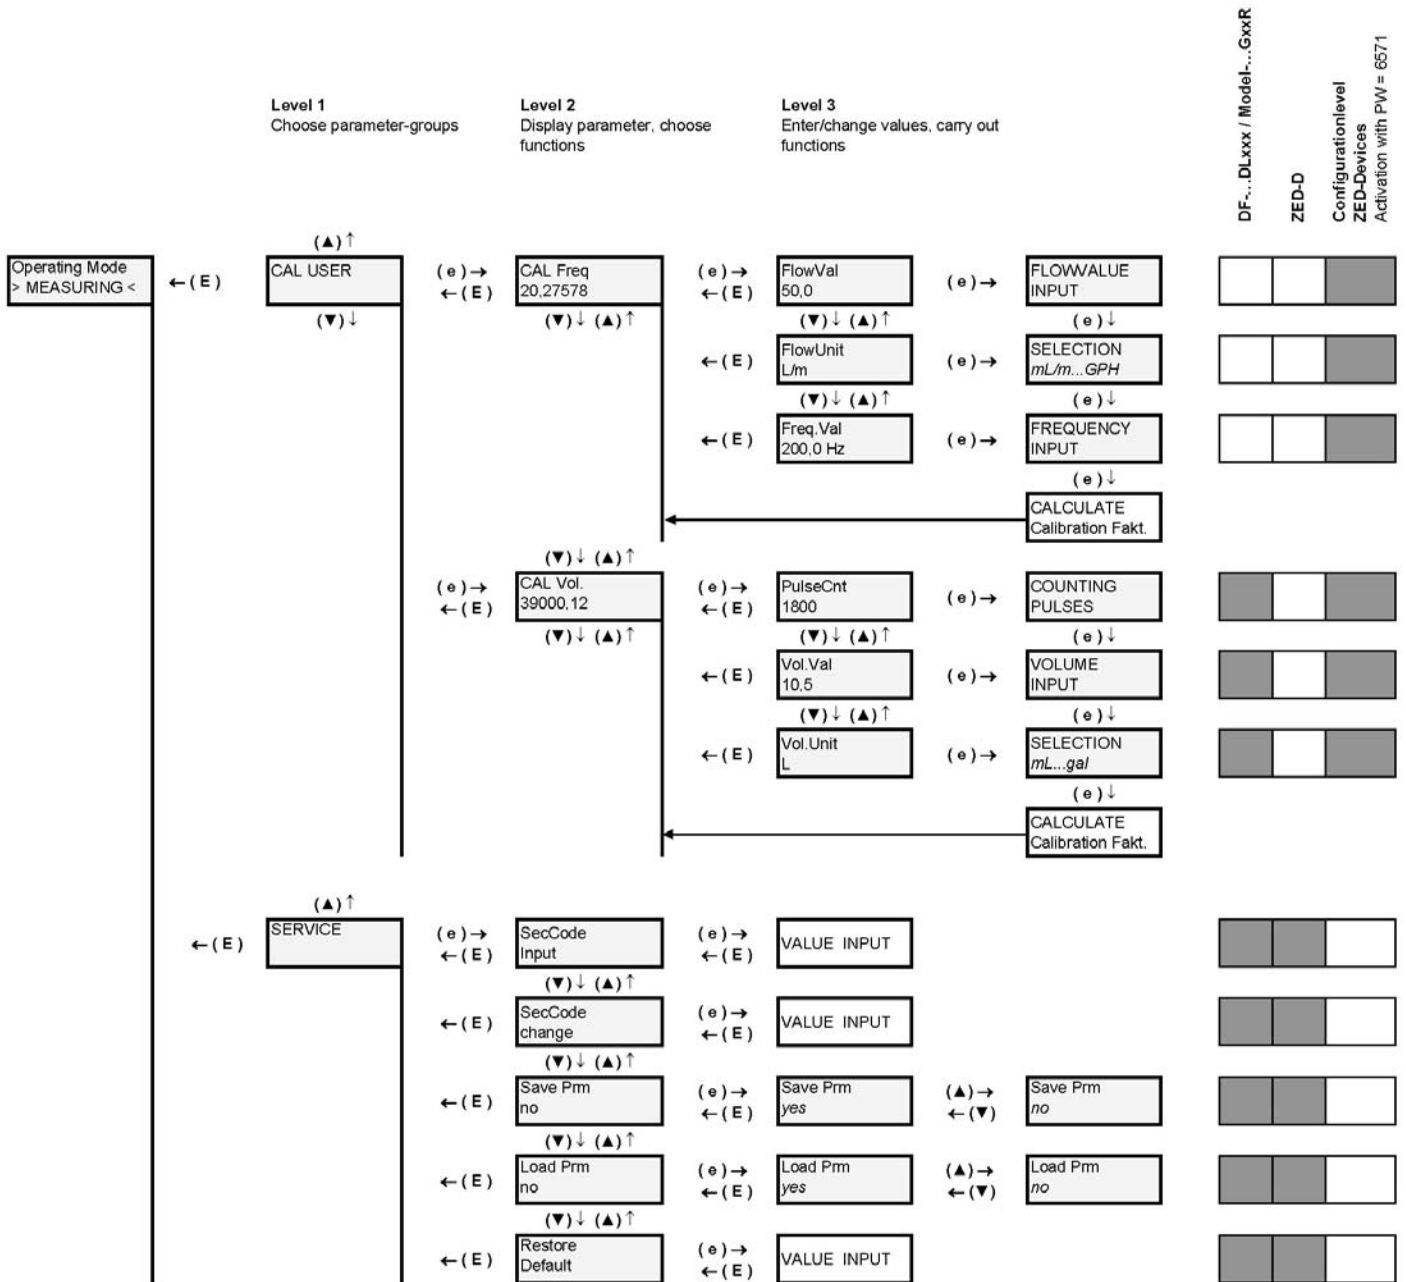 DF-...DLxxx / Model-...GxxR
ZED-D
Configurationlevel
ZED-Devices
Activation with PW = 6571
Level 1
Choose parameter-groups
Level 2
Display parameter, choose
functions
Level 3
Enter/change values, carry out
functions
(▲)↑
Operating Mode
> MEASURING <
←(E)
CAL USER
(e)→
←(E)
CAL Freq
20,27578
(e)→
←(E)
FlowVal
50,0
(e)→
FLOWVALUE
INPUT
(▼)↓
(▼)↓ (▲)↑
(▼)↓ (▲)↑
(e)↓
←(E)
FlowUnit
L/m
(e)→
SELECTION
mL/m...GPH
(▼)↓ (▲)↑
(e)↓
←(E)
Freq.Val
200,0 Hz
(e)→
FREQUENCY
INPUT
(e)↓
CALCULATE
Calibration Fakt.
(▼)↓ (▲)↑
(e)→
←(E)
CAL Vol.
39000,12
(e)→
←(E)
PulseCnt
1800
(e)→
COUNTING
PULSES
(▼)↓ (▲)↑
(▼)↓ (▲)↑
(e)↓
←(E)
Vol.Val
10,5
(e)→
VOLUME
INPUT
(▼)↓ (▲)↑
(e)↓
←(E)
Vol.Unit
L
(e)→
SELECTION
mL...gal
(e)↓
CALCULATE
Calibration Fakt.
(▲)↑
←(E)
SERVICE
(e)→
←(E)
SecCode
Input
(e)→
←(E)
VALUE INPUT
(▼)↓ (▲)↑
←(E)
SecCode
change
(e)→
←(E)
VALUE INPUT
(▼)↓ (▲)↑
←(E)
Save Prm
no
(e)→
←(E)
Save Prm
yes
(▲)→
←(▼)
Save Prm
no
(▼)↓ (▲)↑
←(E)
Load Prm
no
(e)→
←(E)
Load Prm
yes
(▲)→
←(▼)
Load Prm
no
(▼)↓ (▲)↑
←(E)
Restore
Default
(e)→
←(E)
VALUE INPUT